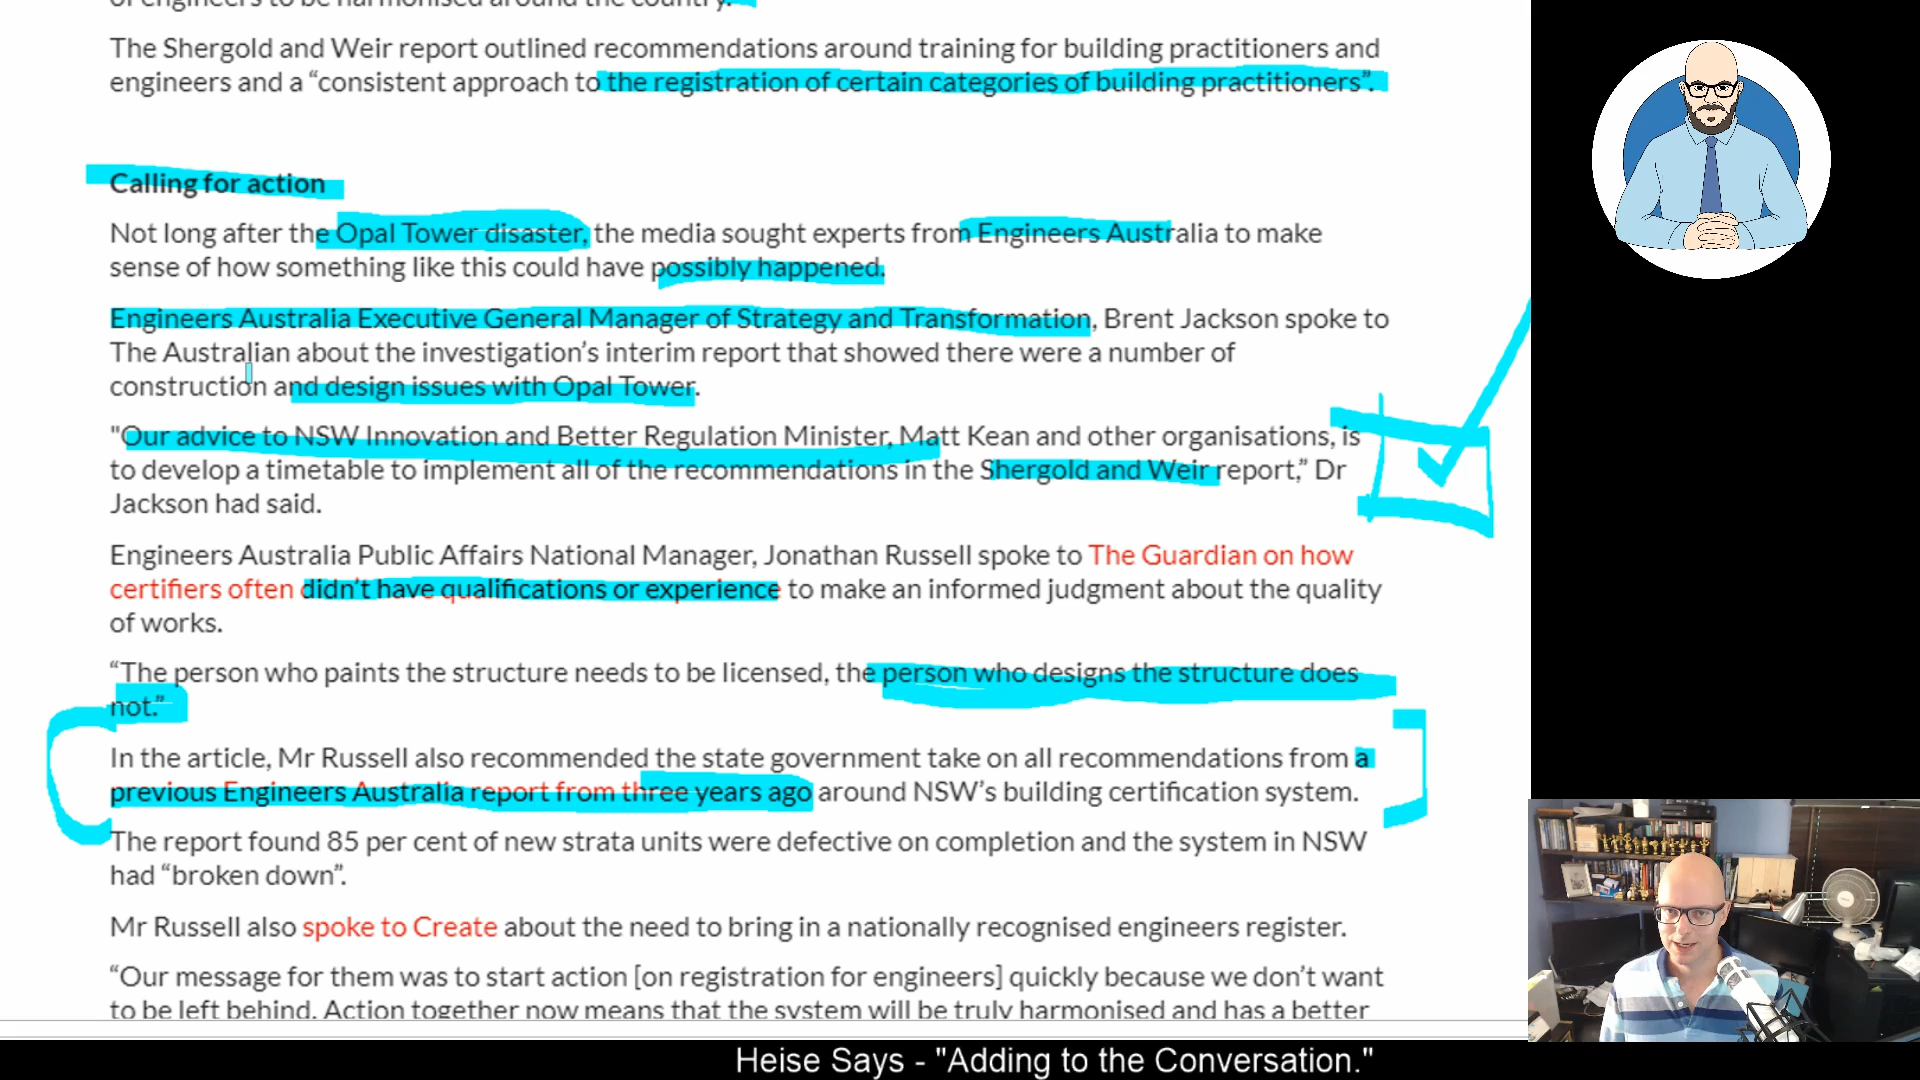 of engineers to be harmonised around the country.
The Shergold and Weir report outlined recommendations around training for building practitioners and
engineers and a “consistent approach to the registration of certain categories of building practitioners”.
Calling for action
Not long after the Opal Tower disaster, the media sought experts from Engineers Australia to make
sense of how something like this could have possibly happened.
Engineers Australia Executive General Manager of Strategy and Transformation, Brent Jackson spoke to
The Australian about the investigation’s interim report that showed there were a number of
construction and design issues with Opal Tower.
"Our advice to NSW Innovation and Better Regulation Minister, Matt Kean and other organisations, is
to develop a timetable to implement all of the recommendations in the Shergold and Weir report,” Dr
Jackson had said.
Engineers Australia Public Affairs National Manager, Jonathan Russell spoke to The Guardian on how
certifiers often didn’t have qualifications or experience to make an informed judgment about the quality
of works.
“The person who paints the structure needs to be licensed, the person who designs the structure does
not.”
In the article, Mr Russell also recommended the state government take on all recommendations from a
previous Engineers Australia report from three years ago around NSW’s building certification system.
The report found 85 per cent of new strata units were defective on completion and the system in NSW
had “broken down”.
Mr Russell also spoke to Create about the need to bring in a nationally recognised engineers register.
“Our message for them was to start action [on registration for engineers] quickly because we don’t want
to be left behind. Action together now means that the system will be truly harmonised and has a better
Heise Says - "Adding to the Conversation."